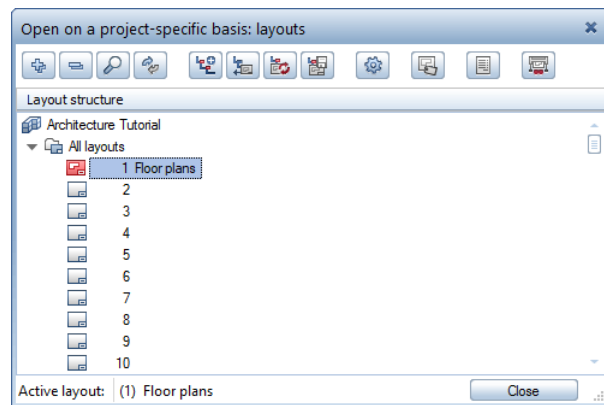 Open on a project-specific basis: layouts
Layout structure
Architecture Tutorial
All layouts
1 Floor plans
2
3
4
5
6
7
8
9
10
Active layout: (1) Floor plans Close